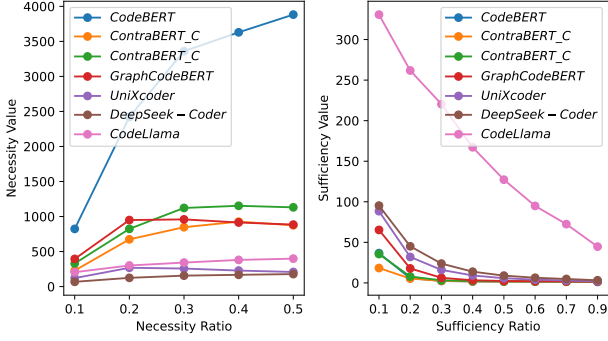 4000
3500
3000
2500
2000
1500
1000
500
0
Necessity Value
CodeBERT
ContraBERT_C
ContraBERT_C
GraphCodeBERT
UniXcoder
DeepSeek − Coder
CodeLlama
0.1 0.2 0.3 0.4 0.5
Necessity Ratio
300
250
200
150
100
50
0
Sufficiency Value
CodeBERT
ContraBERT_C
ContraBERT_C
GraphCodeBERT
UniXcoder
DeepSeek − Coder
CodeLlama
0.1 0.2 0.3 0.4 0.5 0.6 0.7 0.9
Sufficiency Ratio